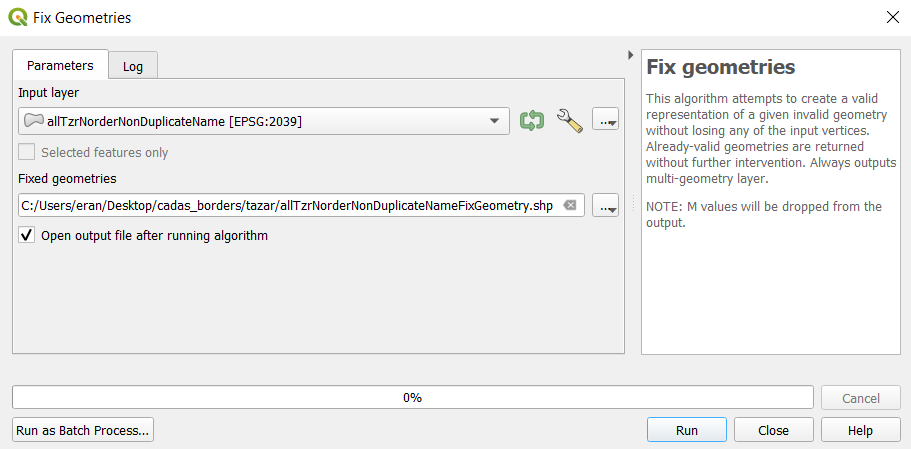 Fix Geometries
Parameters
Log
Input layer
allTzrNorderNonDuplicateName [EPSG:2039]
...
Selected features only
Fixed geometries
C:/Users/eran/Desktop/cadas_borders/tazar/allTzrNorderNonDuplicateNameFixGeometry.shp
...
Open output file after running algorithm
Fix geometries
This algorithm attempts to create a valid
representation of a given invalid geometry
without losing any of the input vertices.
Already-valid geometries are returned
without further intervention. Always outputs
multi-geometry layer.
NOTE: M values will be dropped from the
output.
0%
Cancel
Run as Batch Process...
Run
Close
Help